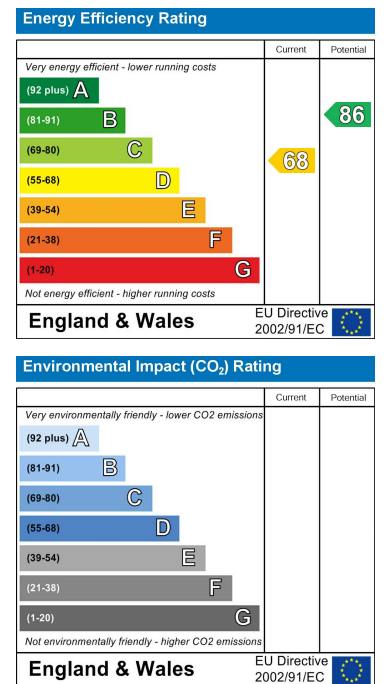 Energy Efficiency Rating
Current Potential
Very energy efficient - lower running costs
(92 plus) A
(81-91) B
86
(69-80) C
68
(55-68) D
(39-54) E
(21-38) F
(1-20) G
Not energy efficient - higher running costs
England & Wales
EU Directive
2002/91/EC
Environmental Impact (CO₂) Rating
Current Potential
Very environmentally friendly - lower CO2 emissions
(92 plus) A
(81-91) B
(69-80) C
(55-68) D
(39-54) E
(21-38) F
(1-20) G
Not environmentally friendly - higher CO2 emissions
England & Wales
EU Directive
2002/91/EC